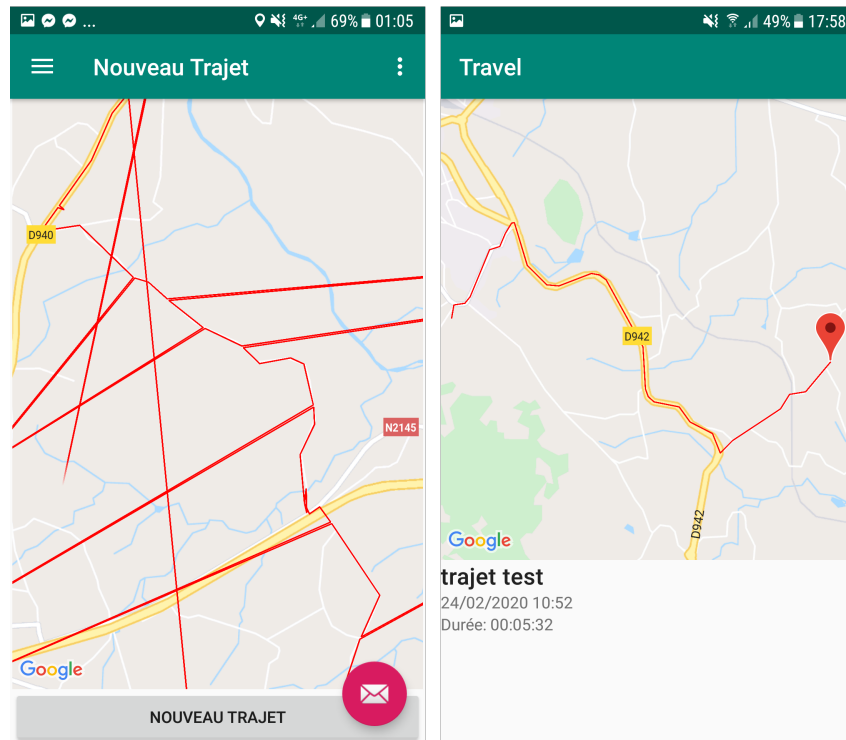 ... 4G+ 69% 01:05
Nouveau Trajet
D940
N2145
Google
NOUVEAU TRAJET
49% 17:58
Travel
D942
D942
Google
trajet test
24/02/2020 10:52
Durée: 00:05:32